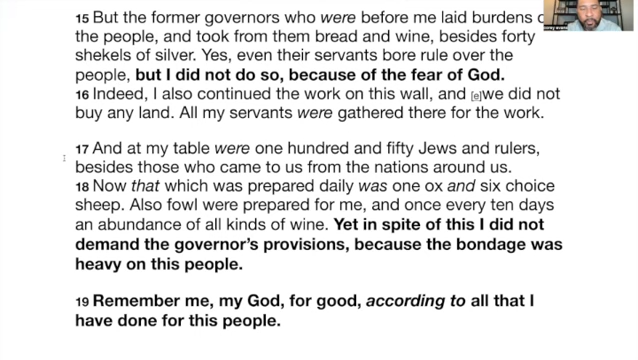 15 But the former governors who were before me laid burdens
the people, and took from them bread and wine, besides forty
shekels of silver. Yes, even their servants bore rule over the
people, but I did not do so, because of the fear of God.
16 Indeed, I also continued the work on this wall, and [e]we did not
buy any land. All my servants were gathered there for the work.
17 And at my table were one hundred and fifty Jews and rulers,
besides those who came to us from the nations around us.
18 Now that which was prepared daily was one ox and six choice
sheep. Also fowl were prepared for me, and once every ten days
an abundance of all kinds of wine. Yet in spite of this I did not
demand the governor's provisions, because the bondage was
heavy on this people.
19 Remember me, my God, for good, according to all that I
have done for this people.